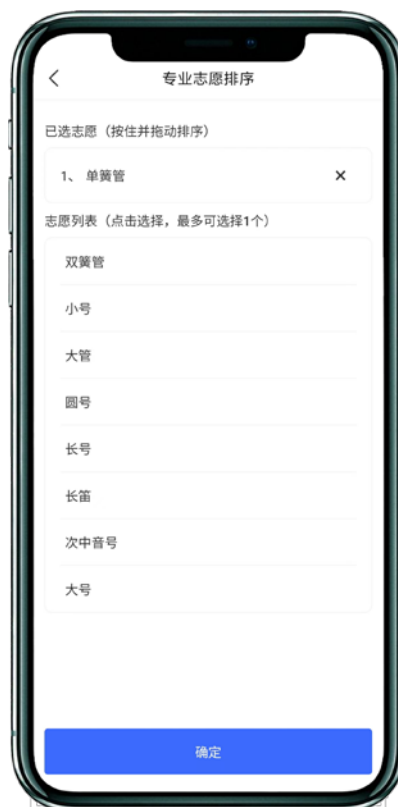 专业志愿排序
已选志愿（按住并拖动排序）
1、 单簧管 ×
志愿列表（点击选择，最多可选择1个）
双簧管
小号
大管
圆号
长号
长笛
次中音号
大号
确定